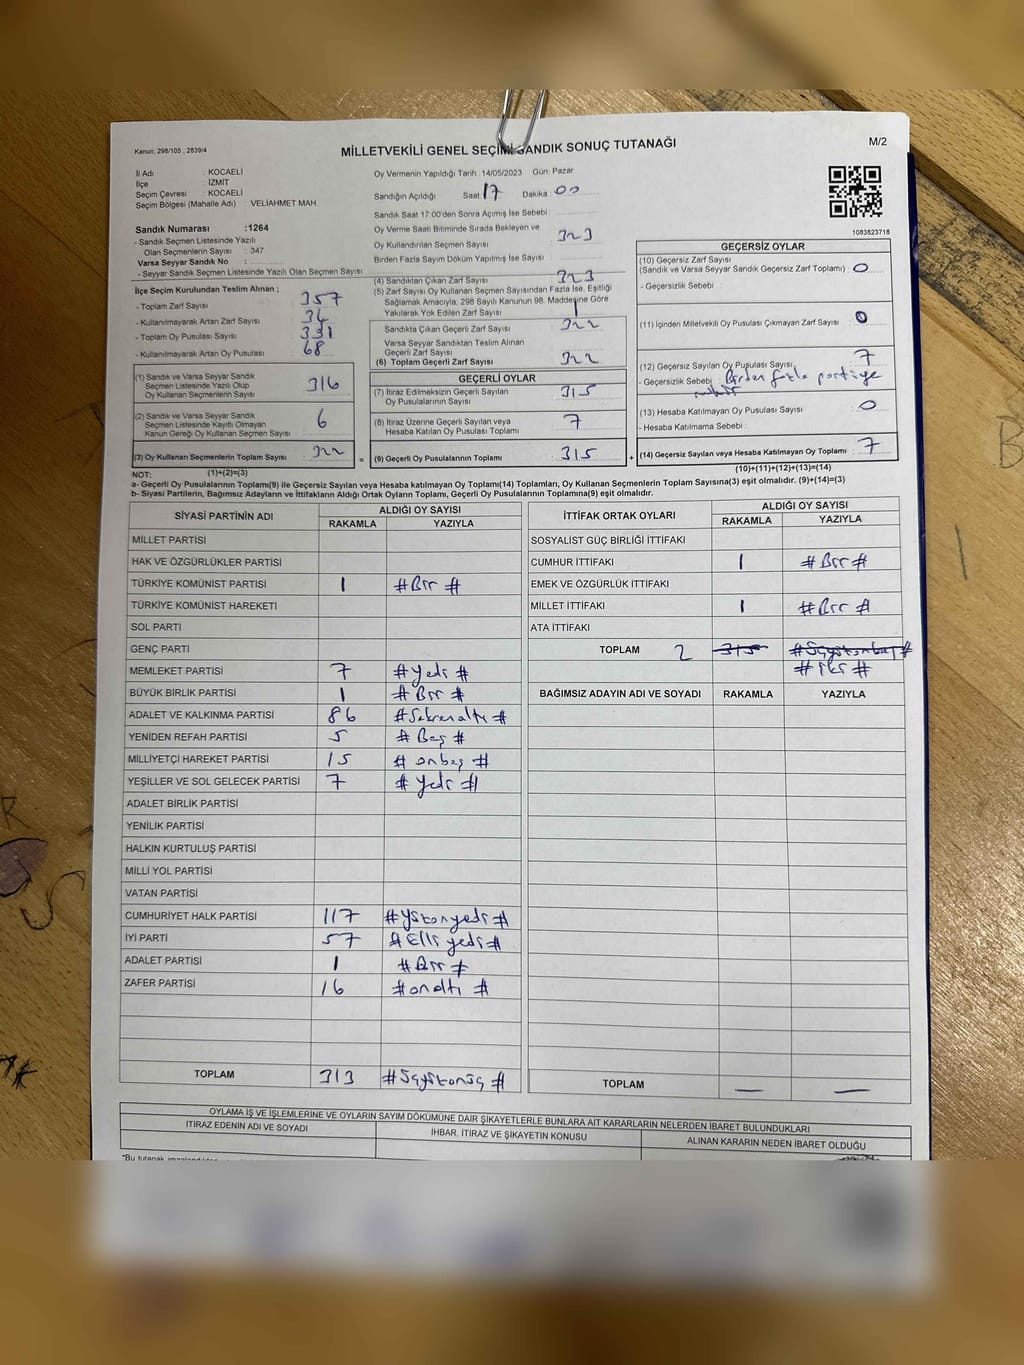 Kanun: 298/105 , 2839/4
MİLLETVEKİLİ GENEL SEÇİMİ SANDIK SONUÇ TUTANAĞI
M/2
İl Adı : KOCAELİ
İlçe : İZMİT
Seçim Çevresi : KOCAELİ
Seçim Bölgesi (Mahalle Adı) : VELİAHMET MAH.
Sandık Numarası :1264
- Sandık Seçmen Listesinde Yazılı
Olan Seçmenlerin Sayısı : 347
Varsa Seyyar Sandık No :
- Seyyar Sandık Seçmen Listesinde Yazılı Olan Seçmen Sayısı
Oy Vermenin Yapıldığı Tarih : 14/05/2023 Gün: Pazar
Sandığın Açıldığı Saat: 17 Dakika : 00
Sandık Saat 17:00'den Sonra Açımış İse Sebebi :
Oy Verme Saati Bitiminde Sırada Bekleyen ve
Oy Kullandırılan Seçmen Sayısı 323
Birden Fazla Sayım Döküm Yapılmış İse Sayısı
1083823718
İlçe Seçim Kurulundan Teslim Alınan ;
- Toplam Zarf Sayısı 357
- Kullanılmayarak Artan Zarf Sayısı 34
- Toplam Oy Pusulası Sayısı 331
- Kullanılmayarak Artan Oy Pusulası 68
(1) Sandık ve Varsa Seyyar Sandık
Seçmen Listesinde Yazılı Olup
Oy Kullanan Seçmenlerin Sayısı 316
(2) Sandık ve Varsa Seyyar Sandık
Seçmen Listesinde Kayıtlı Olmayan
Kanun Gereği Oy Kullanan Seçmen Sayısı 6
(3) Oy Kullanan Seçmenlerin Toplam Sayısı 322
(4) Sandıktan Çıkan Zarf Sayısı 323
(5) Zarf Sayısı Oy Kullanan Seçmen Sayısından Fazla İse, Eşitliği
Sağlamak Amacıyla; 298 Sayılı Kanunun 98. Maddesine Göre
Yakılarak Yok Edilen Zarf Sayısı 1
Sandıkta Çıkan Geçerli Zarf Sayısı 322
Varsa Seyyar Sandıktan Teslim Alınan
Geçerli Zarf Sayısı
(6) Toplam Geçerli Zarf Sayısı 322
GEÇERLİ OYLAR
(7) İtiraz Edilmeksizin Geçerli Sayılan
Oy Pusulalarının Sayısı 315
(8) İtiraz Üzerine Geçerli Sayılan veya
Hesaba Katılan Oy Pusulası Toplamı 7
= (9) Geçerli Oy Pusulalarının Toplamı 315 +
GEÇERSİZ OYLAR
(10) Geçersiz Zarf Sayısı
(Sandık ve Varsa Seyyar Sandık Geçersiz Zarf Toplamı) : 0
- Geçersizlik Sebebi :
(11) İçinden Milletvekili Oy Pusulası Çıkmayan Zarf Sayısı 0
(12) Geçersiz Sayılan Oy Pusulası Sayısı 7
- Geçersizlik Sebebi : Birden fazla partiye
(13) Hesaba Katılmayan Oy Pusulası Sayısı 0
- Hesaba Katılmama Sebebi :
(14) Geçersiz Sayılan veya Hesaba Katılmayan Oy Toplamı 7
NOT: (1)+(2)=(3) (10)+(11)+(12)+(13)=(14)
a- Geçerli Oy Pusulalarının Toplamı(9) ile Geçersiz Sayılan veya Hesaba katılmayan Oy Toplamı(14) Toplamları, Oy Kullanan Seçmenlerin Toplam Sayısına(3) eşit olmalıdır. (9)+(14)=(3)
b- Siyasi Partilerin, Bağımsız Adayların ve İttifakların Aldığı Ortak Oyların Toplamı, Geçerli Oy Pusulalarının Toplamına(9) eşit olmalıdır.
SİYASİ PARTİNİN ADI ALDIĞI OY SAYISI
RAKAMLA YAZIYLA
MİLLET PARTİSİ
HAK VE ÖZGÜRLÜKLER PARTİSİ
TÜRKİYE KOMÜNİST PARTİSİ 1 #Bir #
TÜRKİYE KOMÜNİST HAREKETİ
SOL PARTİ
GENÇ PARTİ
MEMLEKET PARTİSİ 7 #Yedi #
BÜYÜK BİRLİK PARTİSİ 1 #Bir #
ADALET VE KALKINMA PARTİSİ 86 #Seksenaltı #
YENİDEN REFAH PARTİSİ 5 # Beş #
MİLLİYETÇİ HAREKET PARTİSİ 15 # onbeş #
YEŞİLLER VE SOL GELECEK PARTİSİ 7 # Yedi #
ADALET BİRLİK PARTİSİ
YENİLİK PARTİSİ
HALKIN KURTULUŞ PARTİSİ
MİLLİ YOL PARTİSİ
VATAN PARTİSİ
CUMHURİYET HALK PARTİSİ 117 #Yüzonyedi #
İYİ PARTİ 57 #Elli yedi #
ADALET PARTİSİ 1 #Bir #
ZAFER PARTİSİ 16 #onaltı #
TOPLAM 313 #Üçyüzonüç #
İTTİFAK ORTAK OYLARI ALDIĞI OY SAYISI
RAKAMLA YAZIYLA
SOSYALİST GÜÇ BİRLİĞİ İTTİFAKI
CUMHUR İTTİFAKI 1 #Bir #
EMEK VE ÖZGÜRLÜK İTTİFAKI
MİLLET İTTİFAKI 1 #Bir #
ATA İTTİFAKI
TOPLAM 2 315 #Üçyüzonbeş#
#iki #
BAĞIMSIZ ADAYIN ADI VE SOYADI RAKAMLA YAZIYLA
TOPLAM — —
OYLAMA İŞ VE İŞLEMLERİNE VE OYLARIN SAYIM DÖKÜMÜNE DAİR ŞİKAYETLERLE BUNLARA AİT KARARLARIN NELERDEN İBARET BULUNDUKLARI
İTİRAZ EDENİN ADI VE SOYADI İHBAR, İTİRAZ VE ŞİKAYETİN KONUSU ALINAN KARARIN NEDEN İBARET OLDUĞU